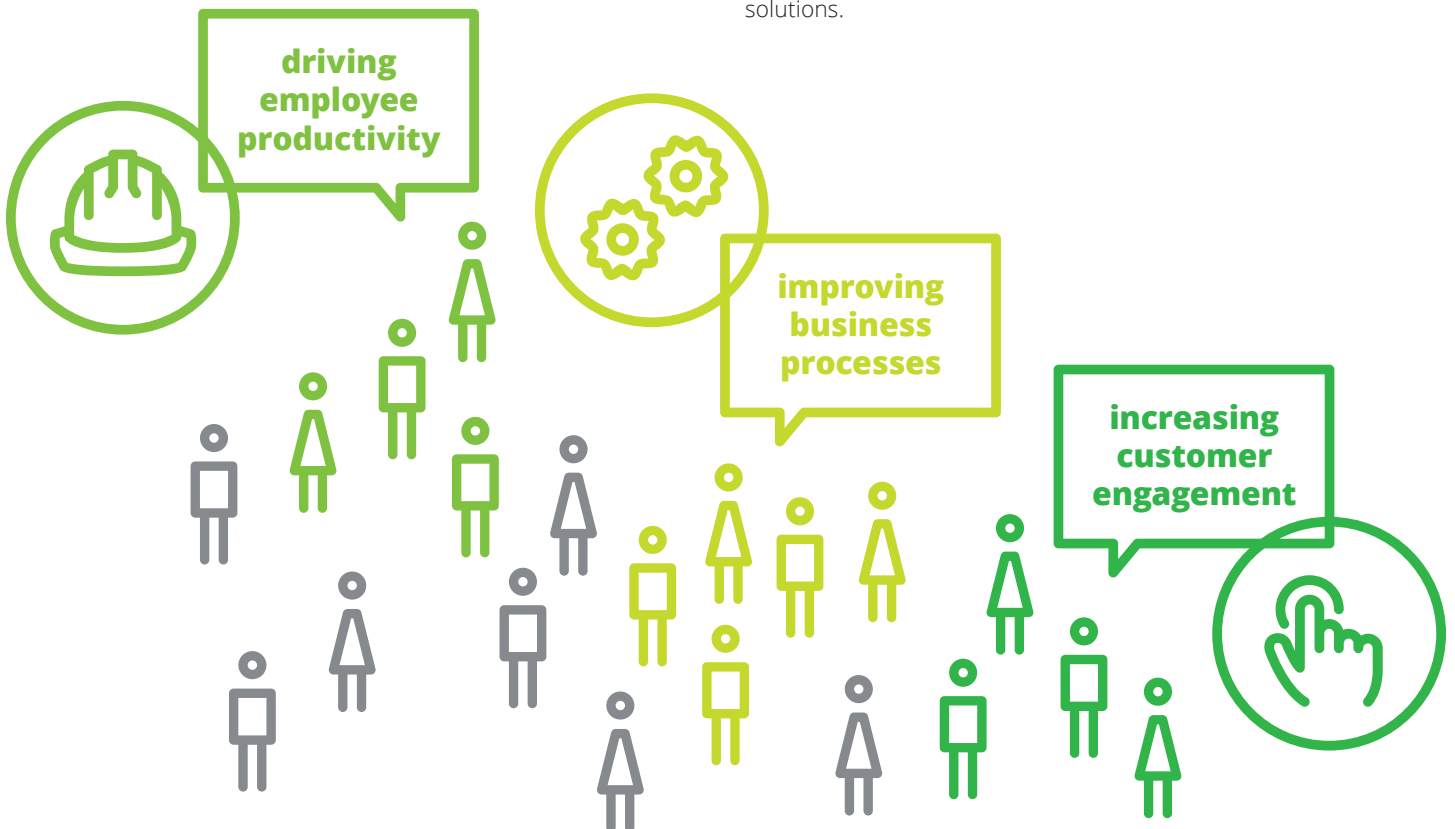 solutions.
driving
employee
productivity
improving
business
processes
increasing
customer
engagement